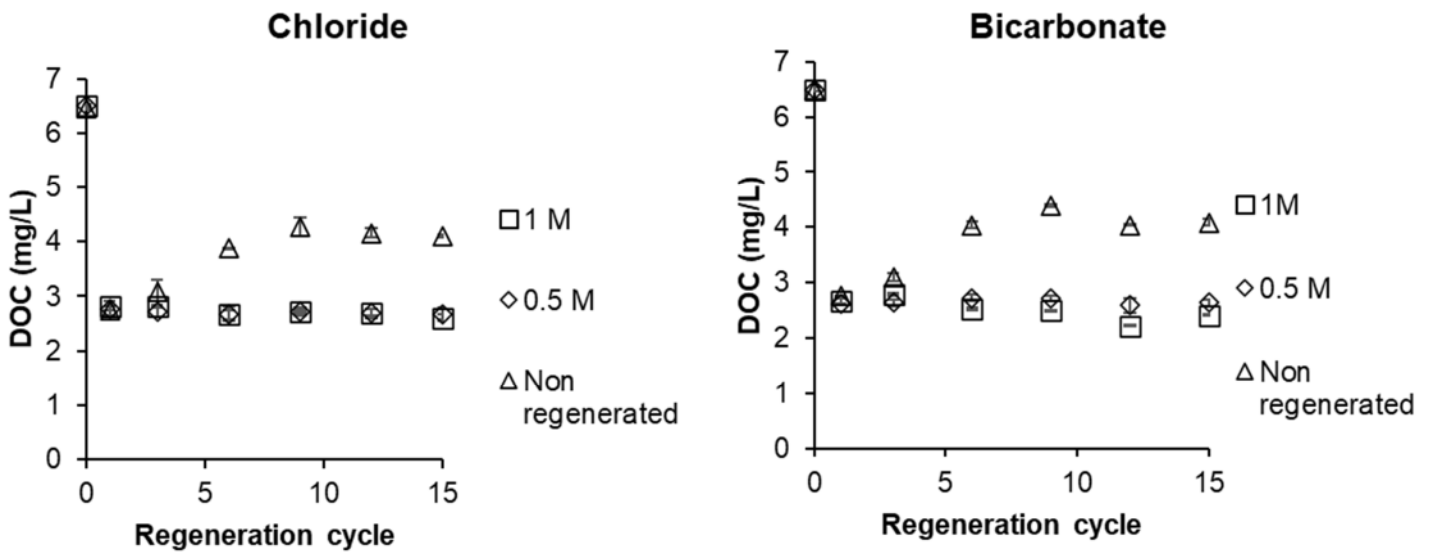 Chloride
7
6
5
4
3
2
1
0
DOC (mg/L)
0 5 10 15
Regeneration cycle
1 M
0.5 M
Non
regenerated
Bicarbonate
7
6
5
4
3
2
1
0
DOC (mg/L)
0 5 10 15
Regeneration cycle
1M
0.5 M
Non
regenerated